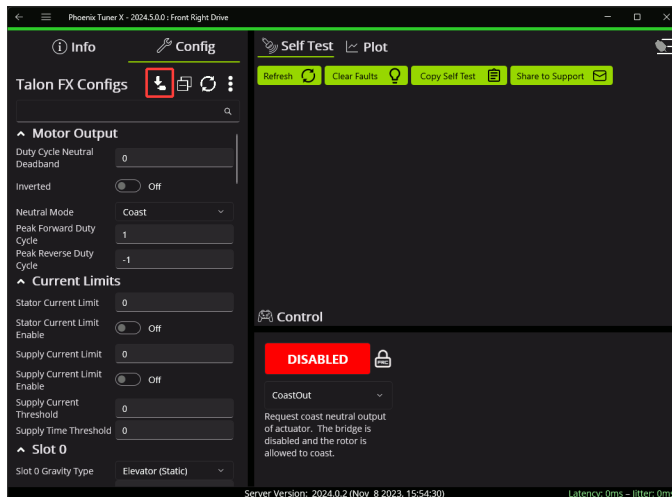 Phoenix Tuner X - 2024.5.0.0 : Front Right Drive
Info
Config
Self Test
Plot
Talon FX Configs
Refresh
Clear Faults
Copy Self Test
Share to Support
Motor Output
Duty Cycle Neutral
Deadband
0
Inverted
Off
Neutral Mode
Coast
Peak Forward Duty
Cycle
1
Peak Reverse Duty
Cycle
-1
Current Limits
Stator Current Limit
0
Stator Current Limit
Enable
Off
Supply Current Limit
0
Supply Current Limit
Enable
Off
Supply Current
Threshold
0
Supply Time Threshold
0
Slot 0
Slot 0 Gravity Type
Elevator (Static)
Control
DISABLED
FRC
CoastOut
Request coast neutral output
of actuator. The bridge is
disabled and the rotor is
allowed to coast.
Server Version: 2024.0.2 (Nov 8 2023, 15:54:30)
Latency: 0ms – Jitter: 0ms